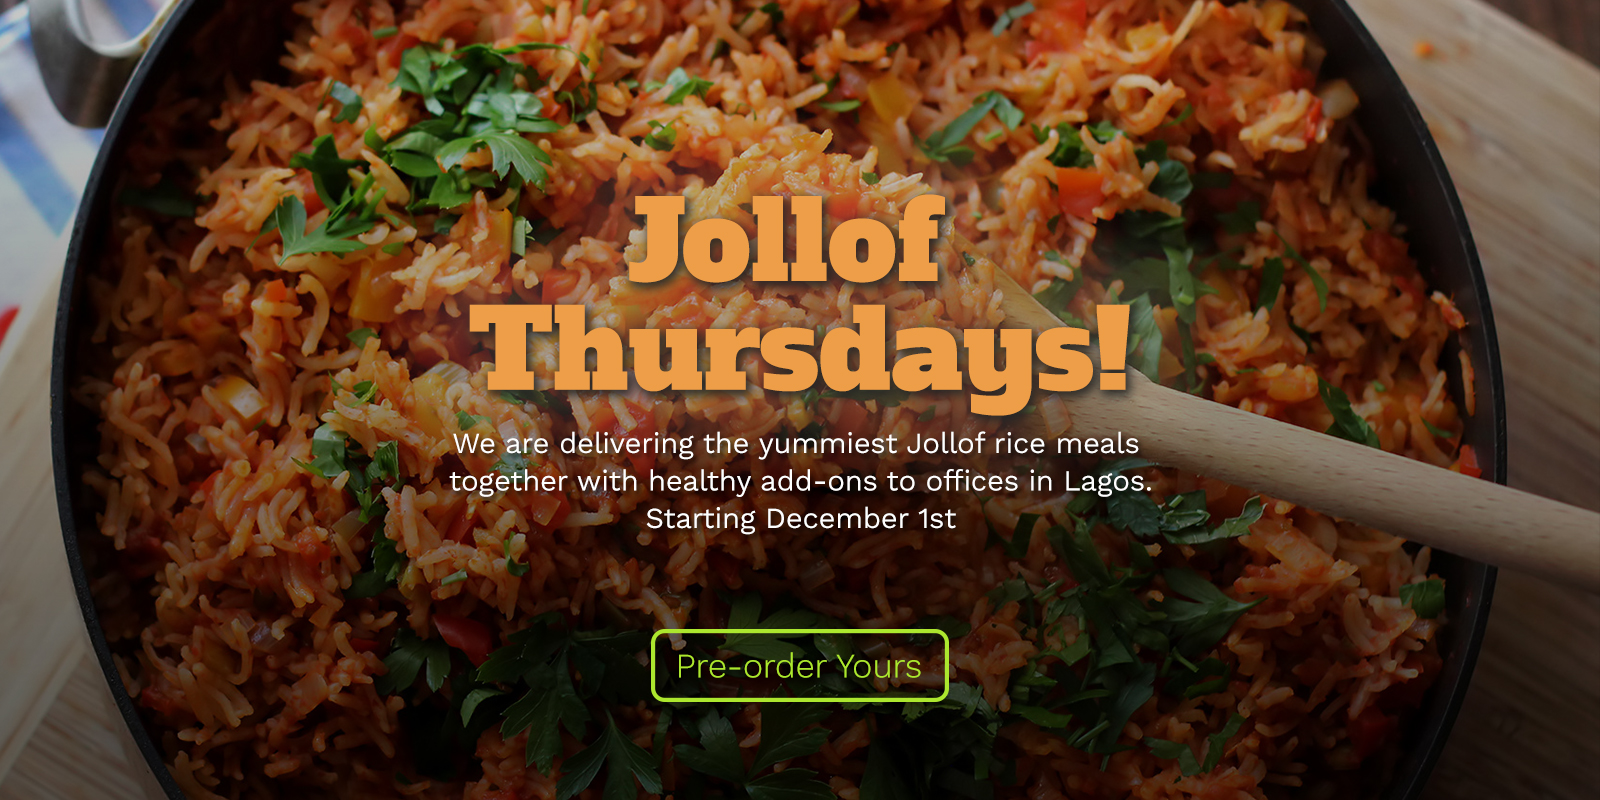 Jollof
Thursdays!
We are delivering the yummiest Jollof rice meals
together with healthy add-ons to offices in Lagos.
Starting December 1st
Pre-order Yours